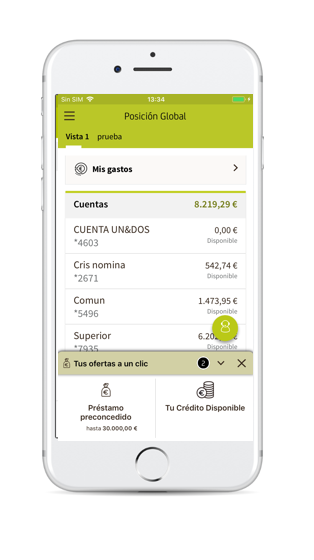 Sin SIM 13:34
Posición Global
Vista 1 prueba
Mis gastos
Cuentas 8.219,29 €
CUENTA UN&DOS 0,00 €
*4603 Disponible
Cris nomina 542,74 €
*2671 Disponible
Comun 1.473,95 €
*5496 Disponible
Superior
*7935 Disponible
Tus ofertas a un clic 2
Préstamo
preconcedido
hasta 30.000,00 €
Tu Crédito Disponible